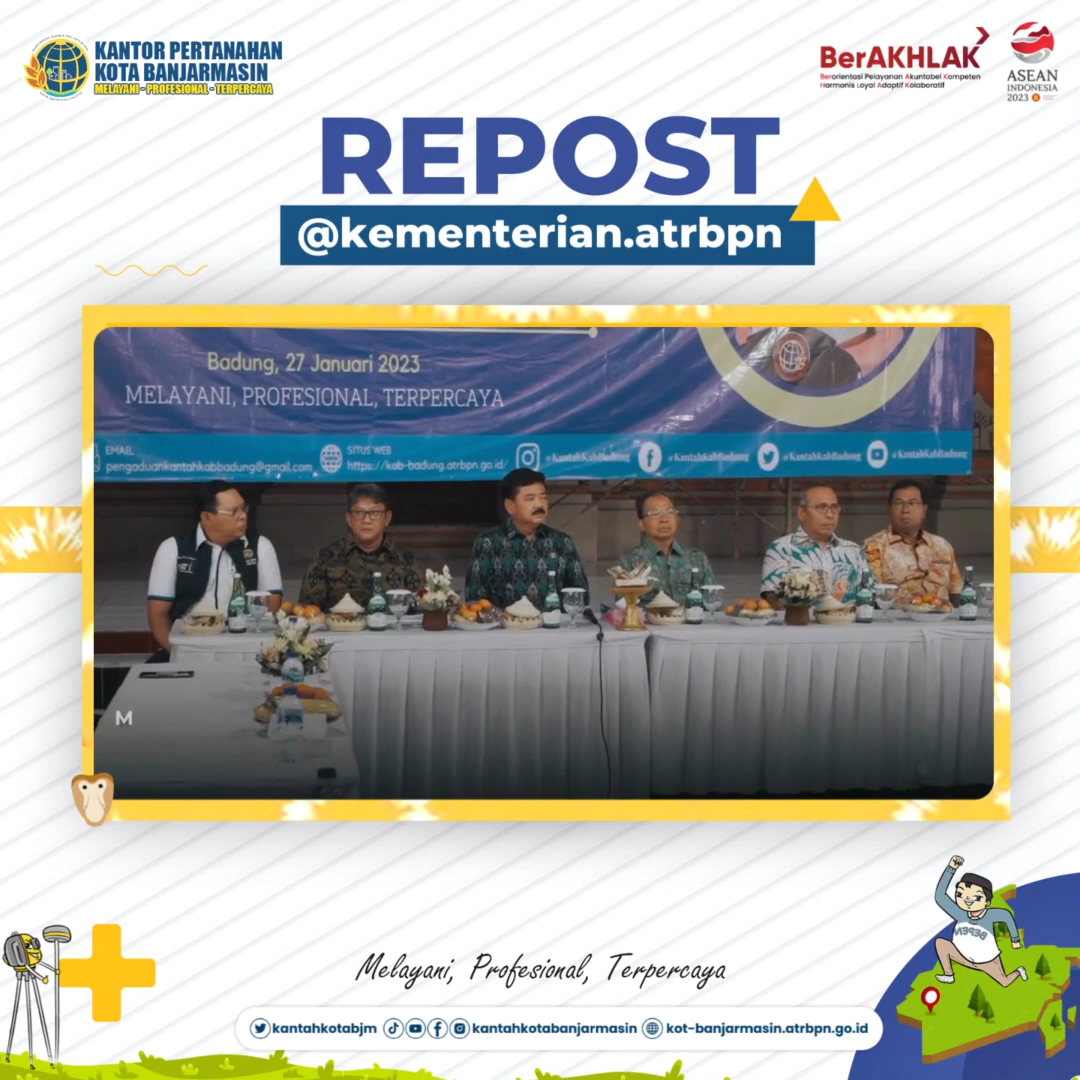 KANTOR PERTANAHAN
KOTA BANJARMASIN
MELAYANI - PROFESIONAL - TERPERCAYA
BerAKHLAK
Berorientasi Pelayanan Akuntabel Kompeten
Harmonis Loyal Adaptif Kolaboratif
ASEAN
INDONESIA
2023
REPOST
@kementerian.atrbpn
Badung, 27 Januari 2023
MELAYANI, PROFESIONAL, TERPERCAYA
EMAIL
pengaduankantahkabbadung@gmail.com
SITUS WEB
https://kab-badung.atrbpn.go.id/
#KantahKabBadung
#KantahKabBadung
#KantahKabBadung
#KantahKabBadung
M
BEPEN
Melayani, Profesional, Terpercaya
kantahkotabjm kantahkotabanjarmasin kot-banjarmasin.atrbpn.go.id